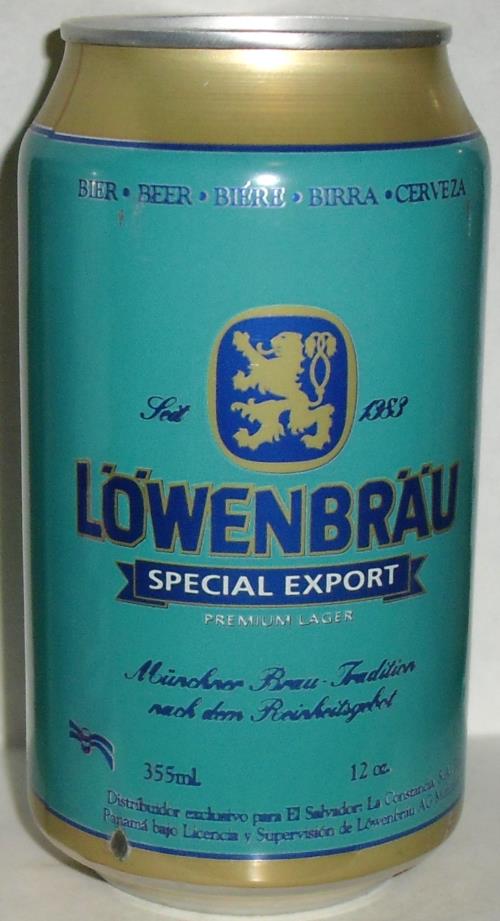 BIER • BEER • BIÈRE • BIRRA • CERVEZA
Seit 1383
LÖWENBRÄU
SPECIAL EXPORT
PREMIUM LAGER
Münchner Brau-Tradition
nach dem Reinheitsgebot
355ml. 12 oz.
Distribuidor exclusivo para El Salvador: La Constancia, S.A.
Panamá bajo Licencia y Supervisión de Löwenbräu AG